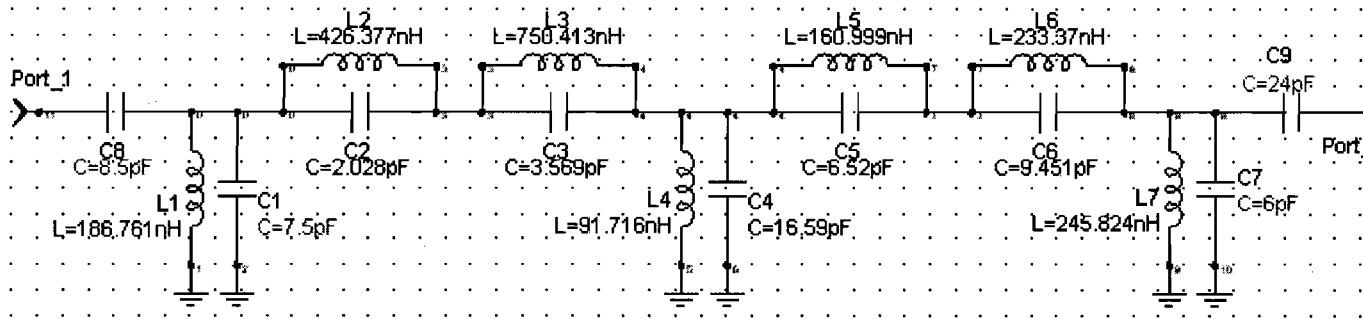 L2
L=426.377nH
L3
L=750.413nH
L5
L=160.999nH
L6
L=233.37nH
Port_1
C9
C=24pF
C8
C=8.5pF
C2
C=2.028pF
C3
C=3.569pF
C5
C=6.52pF
C6
C=9.451pF
Port
L1
L=186.761nH
C1
C=7.5pF
L4
L=91.716nH
C4
C=16.59pF
L7
L=245.824nH
C7
C=6pF